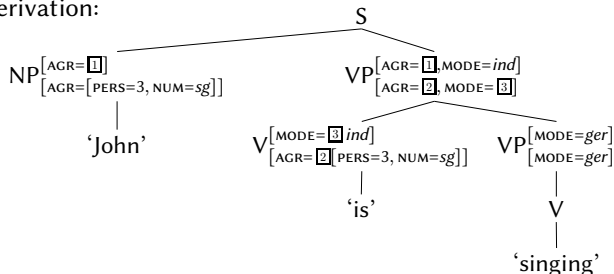 erivation:
S
NP[AGR=1] [AGR=[PERS=3, NUM=sg]]
VP[AGR=1,MODE=ind] [AGR=2, MODE=3]
‘John’
V[MODE=3 ind] [AGR=2[PERS=3, NUM=sg]]
VP[MODE=ger] [MODE=ger]
‘is’
V
‘singing’